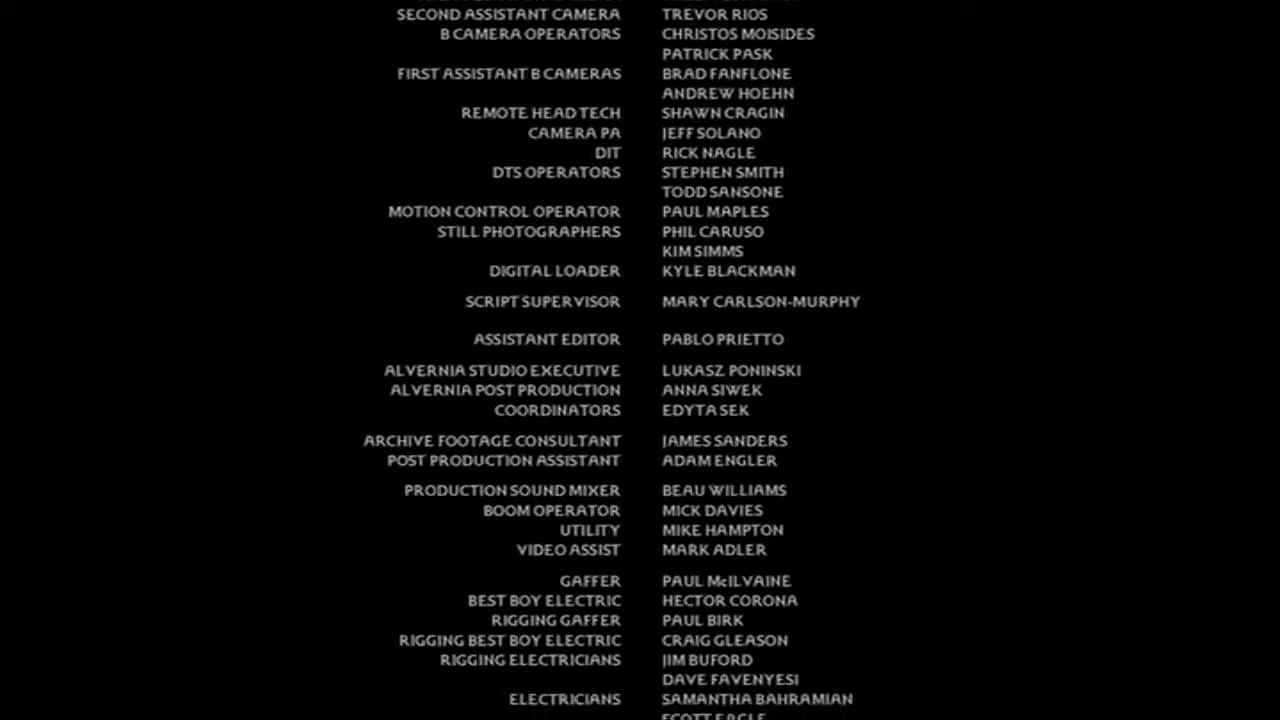 SECOND ASSISTANT CAMERA TREVOR RIOS
B CAMERA OPERATORS CHRISTOS MOISIDES
PATRICK PASK
FIRST ASSISTANT B CAMERAS BRAD FANFLONE
ANDREW HOEHN
REMOTE HEAD TECH SHAWN CRAGIN
CAMERA PA JEFF SOLANO
DIT RICK NAGLE
DTS OPERATORS STEPHEN SMITH
TODD SANSONE
MOTION CONTROL OPERATOR PAUL MAPLES
STILL PHOTOGRAPHERS PHIL CARUSO
KIM SIMMS
DIGITAL LOADER KYLE BLACKMAN
SCRIPT SUPERVISOR MARY CARLSON-MURPHY
ASSISTANT EDITOR PABLO PRIETTO
ALVERNIA STUDIO EXECUTIVE LUKASZ PONINSKI
ALVERNIA POST PRODUCTION ANNA SIWEK
COORDINATORS EDYTA SEK
ARCHIVE FOOTAGE CONSULTANT JAMES SANDERS
POST PRODUCTION ASSISTANT ADAM ENGLER
PRODUCTION SOUND MIXER BEAU WILLIAMS
BOOM OPERATOR MICK DAVIES
UTILITY MIKE HAMPTON
VIDEO ASSIST MARK ADLER
GAFFER PAUL McILVAINE
BEST BOY ELECTRIC HECTOR CORONA
RIGGING GAFFER PAUL BIRK
RIGGING BEST BOY ELECTRIC CRAIG GLEASON
RIGGING ELECTRICIANS JIM BUFORD
DAVE FAVENYESI
ELECTRICIANS SAMANTHA BAHRAMIAN